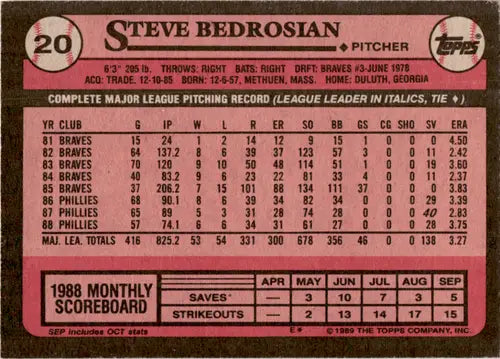 20
STEVE BEDROSIAN
◆PITCHER
Topps
6'3" 205 lb. THROWS: RIGHT BATS: RIGHT DRFT: BRAVES #3-JUNE 1978
ACQ: TRADE, 12-10-85 BORN: 12-6-57, METHUEN, MASS. HOME: DULUTH, GEORGIA
COMPLETE MAJOR LEAGUE PITCHING RECORD (LEAGUE LEADER IN ITALICS, TIE ♦)
YR CLUB G IP W L R ER SO BB GS CG SHO SV ERA
81 BRAVES 15 24 1 2 14 12 9 15 1 0 0 0 4.50
82 BRAVES 64 137.2 8 6 39 37 123 57 3 0 0 11 2.42
83 BRAVES 70 120 9 10 50 48 114 51 1 0 0 19 3.60
84 BRAVES 40 83.2 9 6 23 22 81 33 4 0 0 11 2.37
85 BRAVES 37 206.2 7 15 101 88 134 111 37 0 0 0 3.83
86 PHILLIES 68 90.1 8 6 39 34 82 34 0 0 0 29 3.39
87 PHILLIES 65 89 5 3 31 28 74 28 0 0 0 40 2.83
88 PHILLIES 57 74.1 6 6 34 31 61 27 0 0 0 28 3.75
MAJ. LEA. TOTALS 416 825.2 53 54 331 300 678 356 46 0 0 138 3.27
1988 MONTHLY SCOREBOARD
APR MAY JUN JUL AUG SEP
SAVES· 3 10 7 3 5
STRIKEOUTS 2 13 14 17 15
SEP includes OCT stats
E* © 1989 THE TOPPS COMPANY, INC.